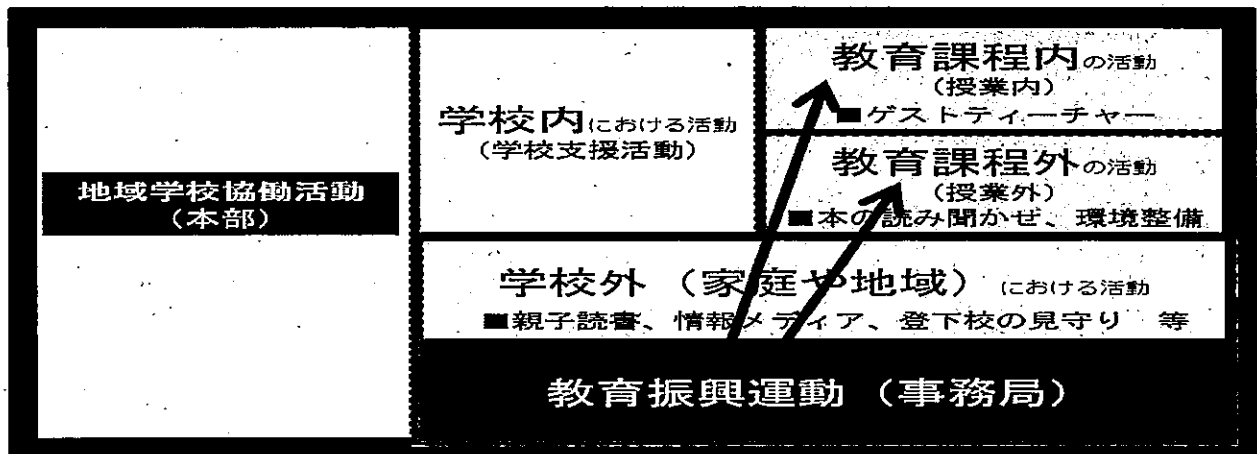 地域学校協働活動
（本部）
学校内における活動
（学校支援活動）
教育課程内の活動
（授業内）
■ゲストティーチャー
教育課程外の活動
（授業外）
■本の読み聞かせ、環境整備
学校外（家庭や地域）における活動
■親子読書、情報メディア、登下校の見守り　等
教育振興運動（事務局）